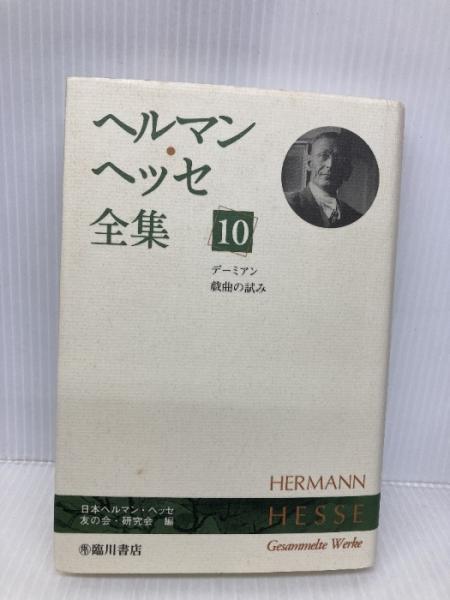 ヘルマン・
ヘッセ
全集 10
デーミアン
戯曲の試み
HERMANN
HESSE
Gesammelte Werke
日本ヘルマン・ヘッセ
友の会・研究会 編
臨川書店